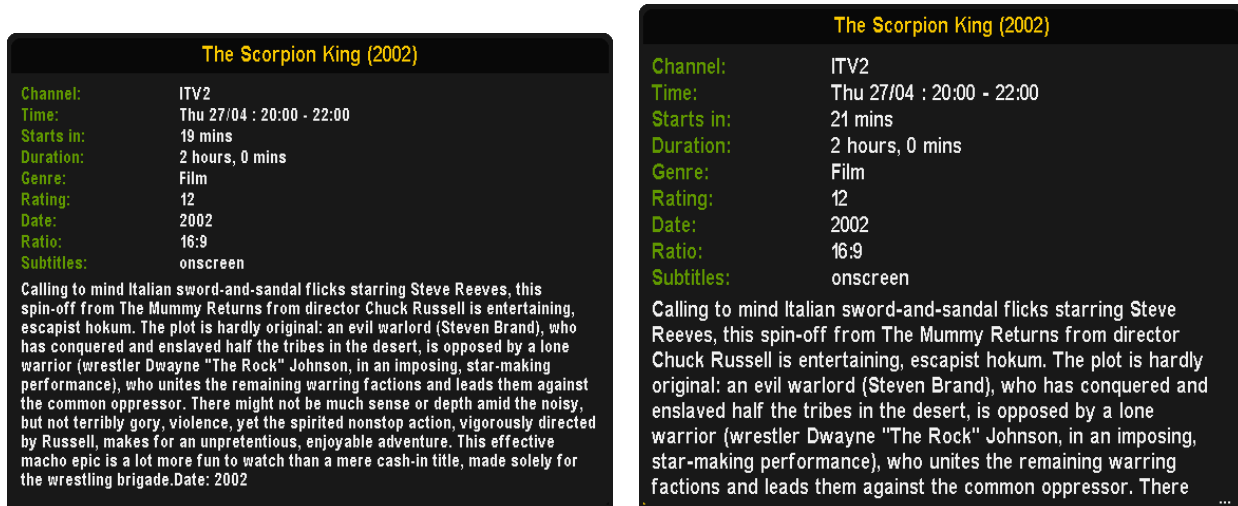 The Scorpion King (2002)
Channel: ITV2
Time: Thu 27/04 : 20:00 - 22:00
Starts in: 19 mins
Duration: 2 hours, 0 mins
Genre: Film
Rating: 12
Date: 2002
Ratio: 16:9
Subtitles: onscreen
Calling to mind Italian sword-and-sandal flicks starring Steve Reeves, this
spin-off from The Mummy Returns from director Chuck Russell is entertaining,
escapist hokum. The plot is hardly original: an evil warlord (Steven Brand), who
has conquered and enslaved half the tribes in the desert, is opposed by a lone
warrior (wrestler Dwayne "The Rock" Johnson, in an imposing, star-making
performance), who unites the remaining warring factions and leads them against
the common oppressor. There might not be much sense or depth amid the noisy,
but not terribly gory, violence, yet the spirited nonstop action, vigorously directed
by Russell, makes for an unpretentious, enjoyable adventure. This effective
macho epic is a lot more fun to watch than a mere cash-in title, made solely for
the wrestling brigade.Date: 2002
The Scorpion King (2002)
Channel: ITV2
Time: Thu 27/04 : 20:00 - 22:00
Starts in: 21 mins
Duration: 2 hours, 0 mins
Genre: Film
Rating: 12
Date: 2002
Ratio: 16:9
Subtitles: onscreen
Calling to mind Italian sword-and-sandal flicks starring Steve
Reeves, this spin-off from The Mummy Returns from director
Chuck Russell is entertaining, escapist hokum. The plot is hardly
original: an evil warlord (Steven Brand), who has conquered and
enslaved half the tribes in the desert, is opposed by a lone
warrior (wrestler Dwayne "The Rock" Johnson, in an imposing,
star-making performance), who unites the remaining warring
factions and leads them against the common oppressor. There
...